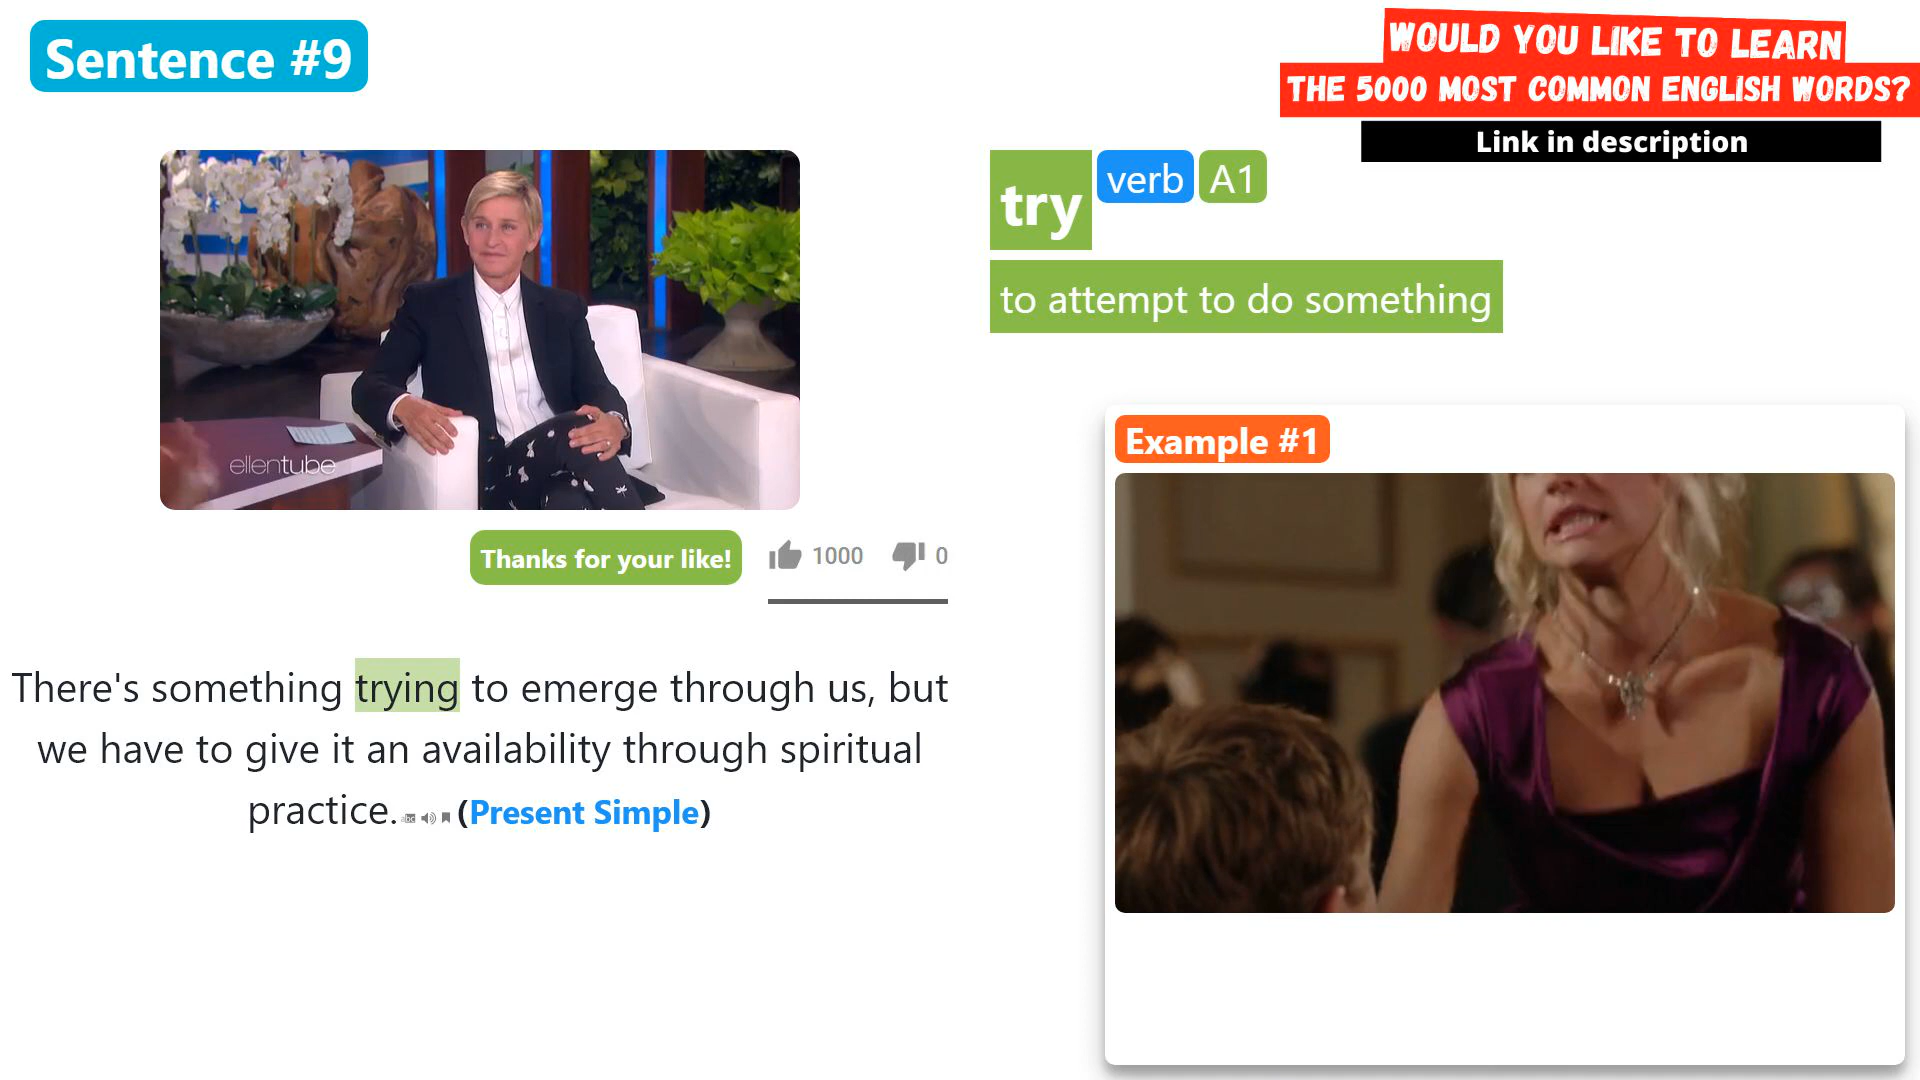 Sentence #9
WOULD YOU LIKE TO LEARN
THE 5000 MOST COMMON ENGLISH WORDS?
Link in description
try
verb
A1
to attempt to do something
ellentube
Thanks for your like!
1000
0
There's something trying to emerge through us, but
we have to give it an availability through spiritual
practice. (Present Simple)
Example #1